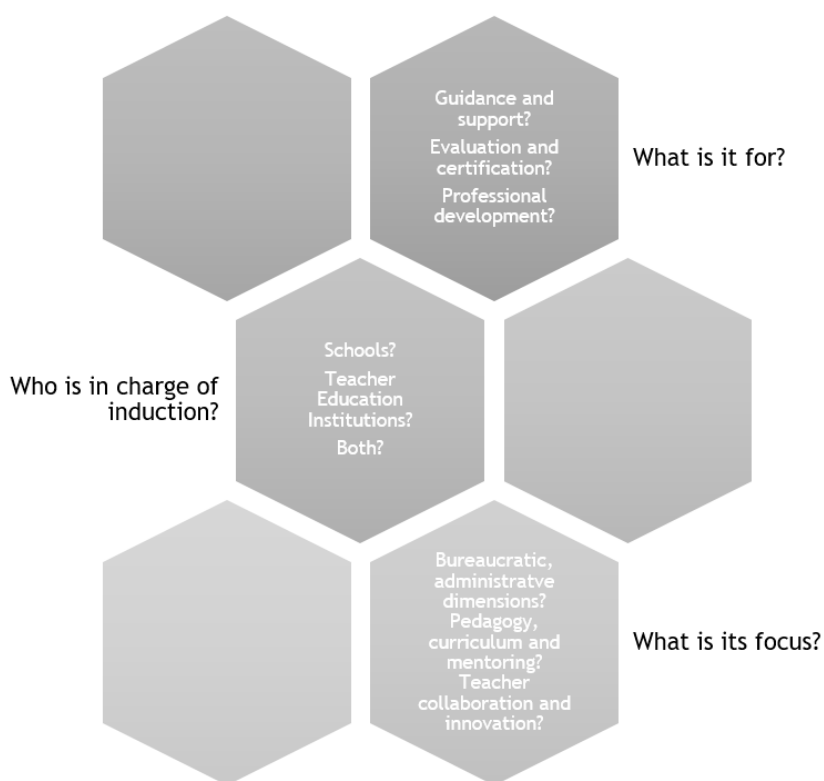 Guidance and
support?
Evaluation and
certification?
Professional
development?
What is it for?
Who is in charge of
induction?
Schools?
Teacher
Education
Institutions?
Both?
Bureaucratic,
administratve
dimensions?
Pedagogy,
curriculum and
mentoring?
Teacher
collaboration and
innovation?
What is its focus?